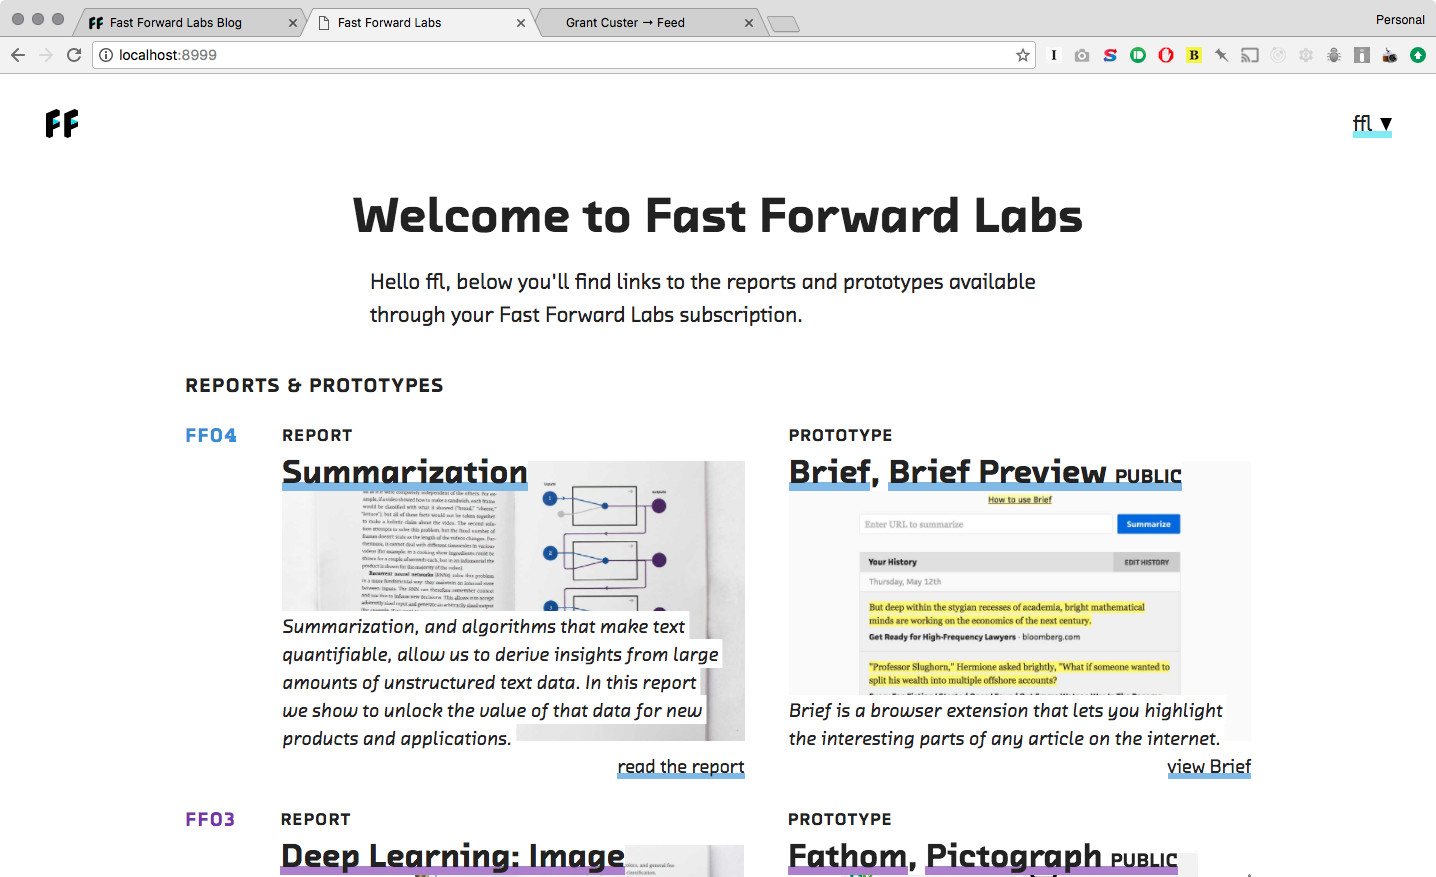 Fast Forward Labs Blog
Fast Forward Labs
Grant Custer → Feed
Personal
localhost:8999
FF
ffl ▼
Welcome to Fast Forward Labs
Hello ffl, below you'll find links to the reports and prototypes available
through your Fast Forward Labs subscription.
REPORTS & PROTOTYPES
FF04
REPORT
Summarization
Recurrent neural networks
1
2
3
Summarization, and algorithms that make text
quantifiable, allow us to derive insights from large
amounts of unstructured text data. In this report
we show to unlock the value of that data for new
products and applications.
read the report
PROTOTYPE
Brief, Brief Preview PUBLIC
How to use Brief
Enter URL to summarize
Summarize
Your History
EDIT HISTORY
Thursday, May 12th
But deep within the stygian recesses of academia, bright mathematical
minds are working on the economics of the next century.
Get Ready for High-Frequency Lawyers · bloomberg.com
"Professor Slughorn," Hermione asked brightly, "What if someone wanted to
split his wealth into multiple offshore accounts?
Brief is a browser extension that lets you highlight
the interesting parts of any article on the internet.
view Brief
FF03
REPORT
Deep Learning: Image
PROTOTYPE
Fathom, Pictograph PUBLIC